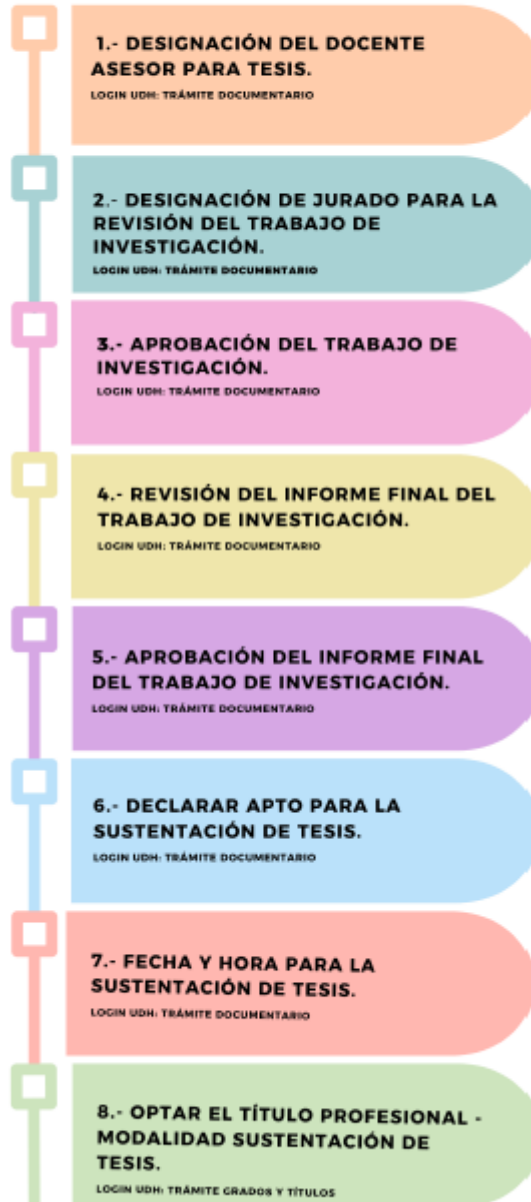 1.- DESIGNACIÓN DEL DOCENTE
ASESOR PARA TESIS.
LOGIN UDH: TRÁMITE DOCUMENTARIO
2.- DESIGNACIÓN DE JURADO PARA LA
REVISIÓN DEL TRABAJO DE
INVESTIGACIÓN.
LOGIN UDH: TRÁMITE DOCUMENTARIO
3.- APROBACIÓN DEL TRABAJO DE
INVESTIGACIÓN.
LOGIN UDH: TRÁMITE DOCUMENTARIO
4.- REVISIÓN DEL INFORME FINAL DEL
TRABAJO DE INVESTIGACIÓN.
LOGIN UDH: TRÁMITE DOCUMENTARIO
5.- APROBACIÓN DEL INFORME FINAL
DEL TRABAJO DE INVESTIGACIÓN.
LOGIN UDH: TRÁMITE DOCUMENTARIO
6.- DECLARAR APTO PARA LA
SUSTENTACIÓN DE TESIS.
LOGIN UDH: TRÁMITE DOCUMENTARIO
7.- FECHA Y HORA PARA LA
SUSTENTACIÓN DE TESIS.
LOGIN UDH: TRÁMITE DOCUMENTARIO
8.- OPTAR EL TÍTULO PROFESIONAL -
MODALIDAD SUSTENTACIÓN DE
TESIS.
LOGIN UDH: TRÁMITE GRADOS Y TÍTULOS